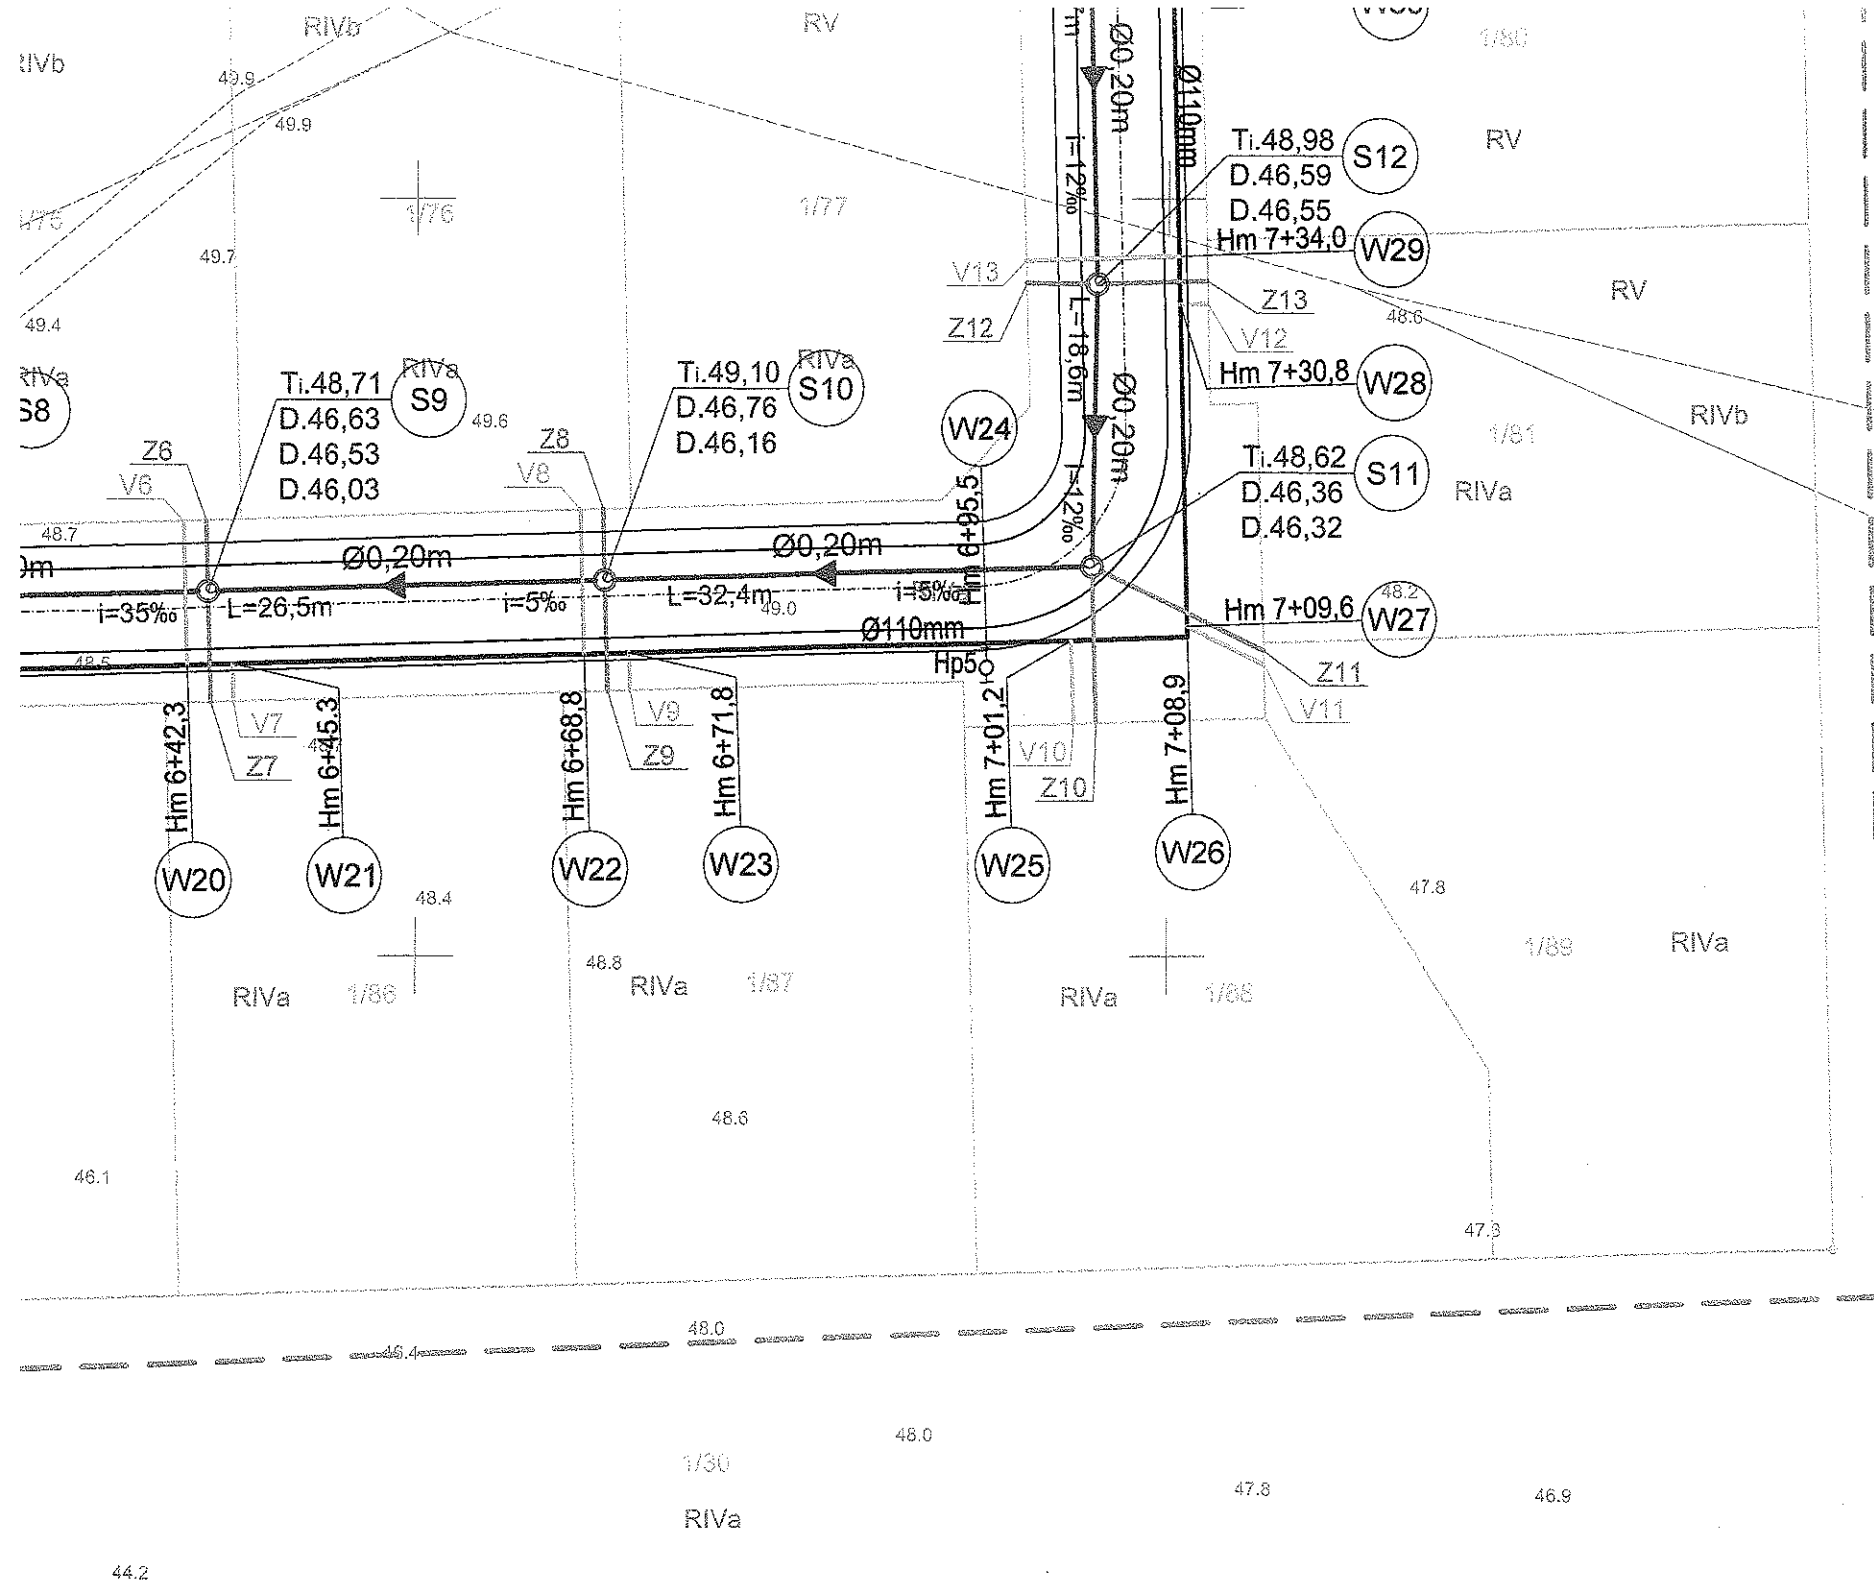 RIVb
RV
1/80
RIVb
49.9
49.9
Ø0,20m
Ø110mm
RV
Ti.48,98
D.46,59
D.46,55
S12
i=12‰
1/76
1/77
49.7
Hm 7+34,0
W29
V13
Z13
RV
Z12
48.6
V12
49.4
L=18,6m
Hm 7+30,8
W28
RIVa
S8
Ti.48,71
D.46,63
D.46,53
D.46,03
RIVa
S9
49.6
Ti.49,10
D.46,76
D.46,16
RIVa
S10
W24
Ø0,20m
RIVb
1/81
Z6
V6
Z8
V8
Hm 6+95,5
i=12‰
Ti.48,62
D.46,36
D.46,32
S11
RIVa
48.7
Ø0,20m
Ø0,20m
i=35‰
L=26,5m
i=5‰
L=32,4m
49.0
i=5‰
Hm 7+09,6
48.2
W27
Ø110mm
48.5
Hp5
Z11
V11
V7
Z7
V9
Z9
V10
Z10
Hm 6+42,3
Hm 6+45.3
Hm 6+68,8
Hm 6+71,8
Hm 7+01,2
Hm 7+08,9
W20
W21
W22
W23
W25
W26
48.4
47.8
48.8
RIVa
1/86
RIVa
1/87
RIVa
1/88
1/89
RIVa
48.6
46.1
47.3
48.0
46.4
48.0
1/30
RIVa
47.8
46.9
44.2